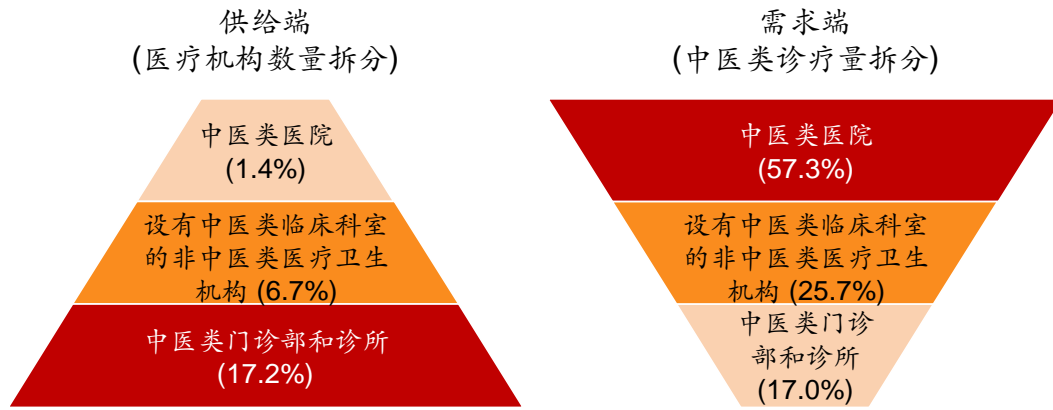 供给端
(医疗机构数量拆分)
中医类医院
(1.4%)
设有中医类临床科室
的非中医类医疗卫生
机构 (6.7%)
中医类门诊部和诊所
(17.2%)
需求端
(中医类诊疗量拆分)
中医类医院
(57.3%)
设有中医类临床科室
的非中医类医疗卫生
机构 (25.7%)
中医类门诊
部和诊所
(17.0%)